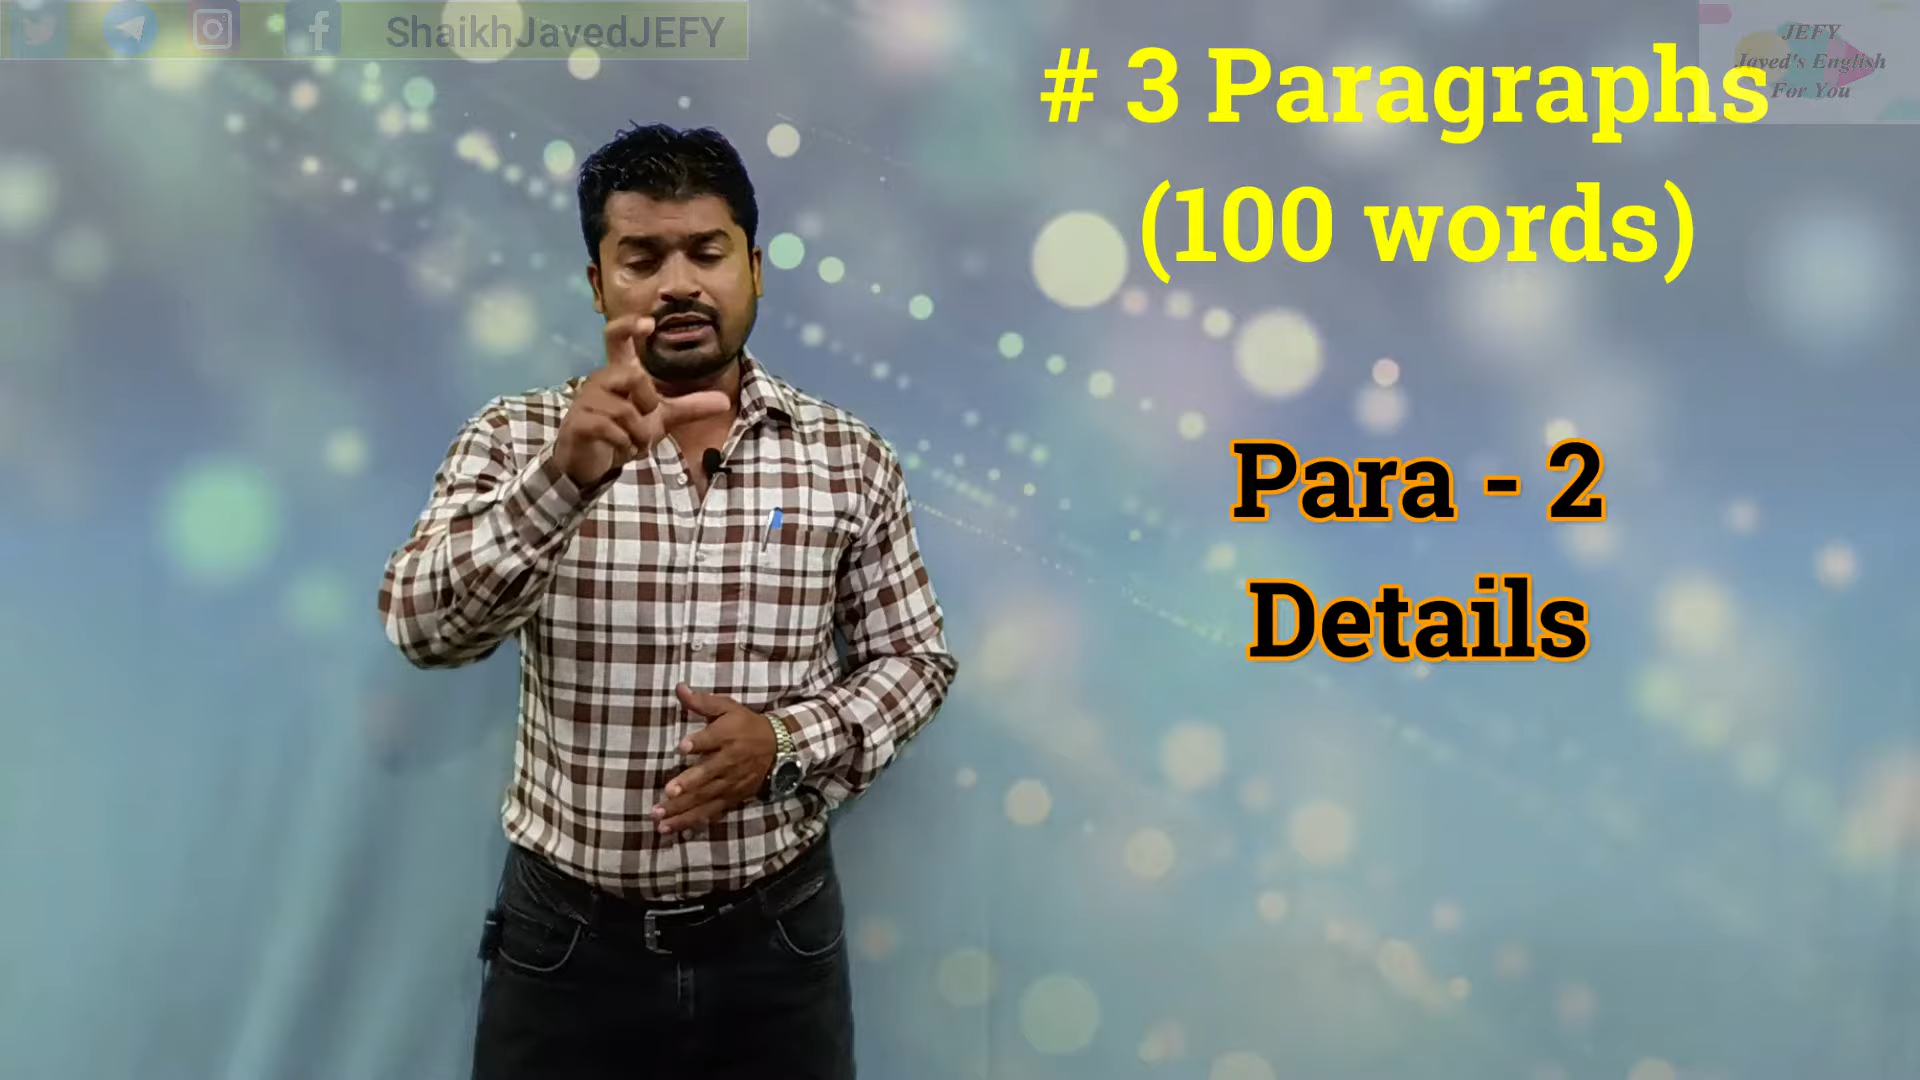 ShaikhJavedJEFY
JEFY
Javed's English
For You
# 3 Paragraphs
(100 words)
Para - 2
Details